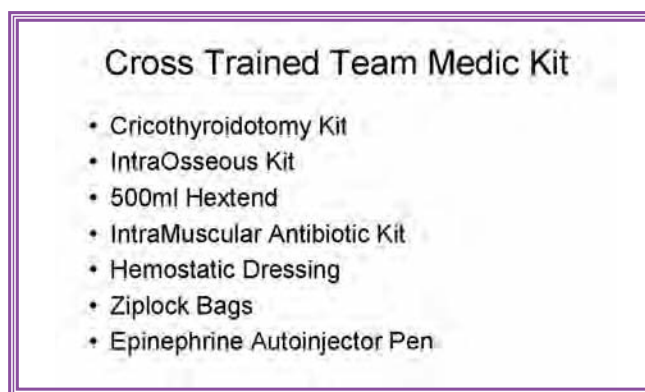 Cross Trained Team Medic Kit
• Cricothyroidotomy Kit
• IntraOsseous Kit
• 500ml Hextend
• IntraMuscular Antibiotic Kit
• Hemostatic Dressing
• Ziplock Bags
• Epinephrine Autoinjector Pen